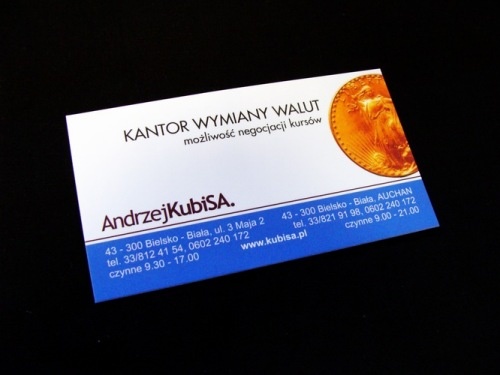 KANTOR WYMIANY WALUT
możliwość negocjacji kursów
AndrzejKubiSA.
43 - 300 Bielsko - Biała, ul. 3 Maja 2
tel. 33/812 41 54, 0602 240 172
czynne 9.30 - 17.00
www.kubisa.pl
43 - 300 Bielsko - Biała, AUCHAN
tel. 33/821 91 98, 0602 240 172
czynne 9.00 - 21.00